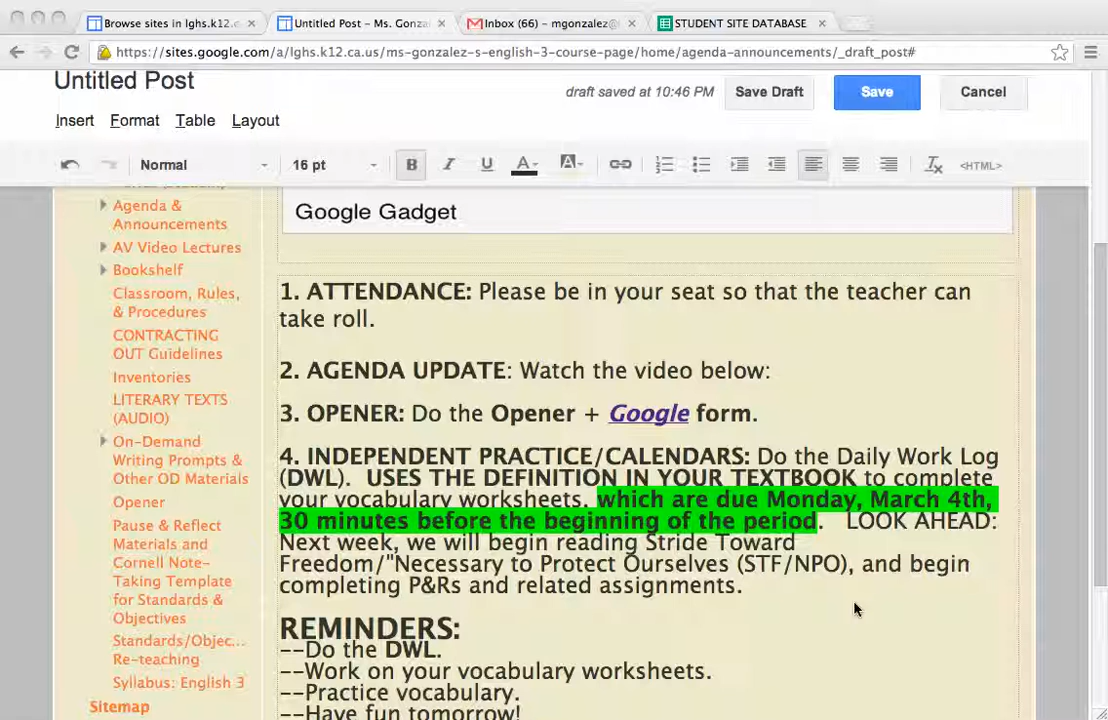 Browse sites in lghs.k12.c
Untitled Post – Ms. Gonza
Inbox (66) – mgonzalez@
STUDENT SITE DATABASE
https://sites.google.com/a/lghs.k12.ca.us/ms-gonzalez-s-english-3-course-page/home/agenda-announcements/_draft_post#
Untitled Post
draft saved at 10:46 PM
Save Draft
Save
Cancel
Insert
Format
Table
Layout
Normal
16 pt
B
I
U
A
A
<HTML>
Agenda &
Announcements
AV Video Lectures
Bookshelf
Classroom, Rules,
& Procedures
CONTRACTING
OUT Guidelines
Inventories
LITERARY TEXTS
(AUDIO)
On-Demand
Writing Prompts &
Other OD Materials
Opener
Pause & Reflect
Materials and
Cornell Note-
Taking Template
for Standards &
Objectives
Standards/Objec...
Re-teaching
Syllabus: English 3
Sitemap
Google Gadget
1. ATTENDANCE: Please be in your seat so that the teacher can
take roll.
2. AGENDA UPDATE: Watch the video below:
3. OPENER: Do the Opener + Google form.
4. INDEPENDENT PRACTICE/CALENDARS: Do the Daily Work Log
(DWL).  USES THE DEFINITION IN YOUR TEXTBOOK to complete
your vocabulary worksheets. which are due Monday, March 4th,
30 minutes before the beginning of the period.   LOOK AHEAD:
Next week, we will begin reading Stride Toward
Freedom/"Necessary to Protect Ourselves (STF/NPO), and begin
completing P&Rs and related assignments.
REMINDERS:
--Do the DWL.
--Work on your vocabulary worksheets.
--Practice vocabulary.
--Have fun tomorrow!